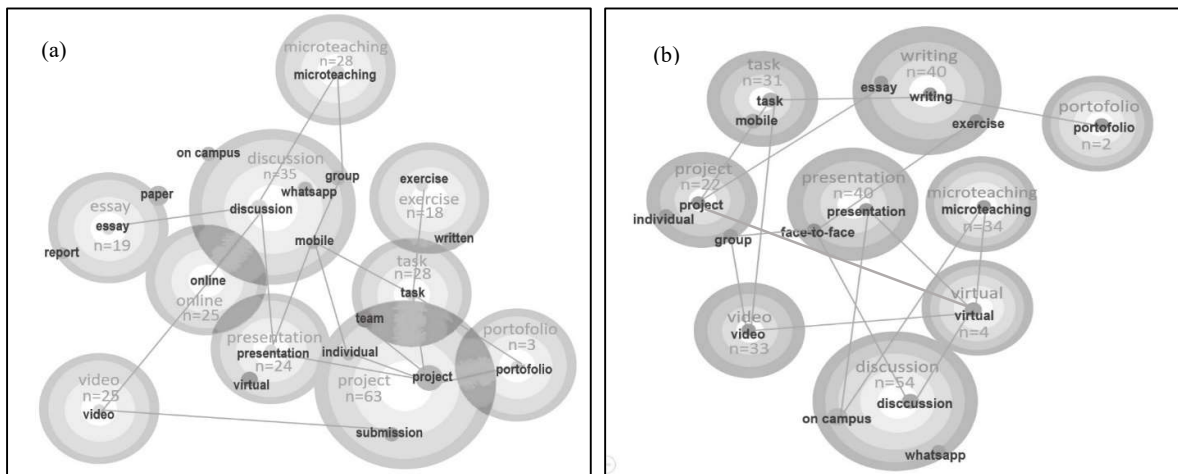 (a)
microteaching
n=28
microteaching
on campus
discussion
n=35
whatsapp
group
discussion
mobile
exercise
exercise
n=18
written
paper
essay
essay
n=19
report
online
online
n=25
task
n=28
task
team
presentation
presentation
n=24
virtual
individual
project
project
n=63
submission
portofolio
n=3
portofolio
video
n=25
video
(b)
task
n=31
task
mobile
writing
n=40
essay
writing
exercise
portofolio
portofolio
n=2
project
n=22
project
individual
group
presentation
n=40
presentation
face-to-face
microteaching
microteaching
n=34
video
video
n=33
virtual
virtual
n=4
discussion
n=54
disccussion
on campus
whatsapp